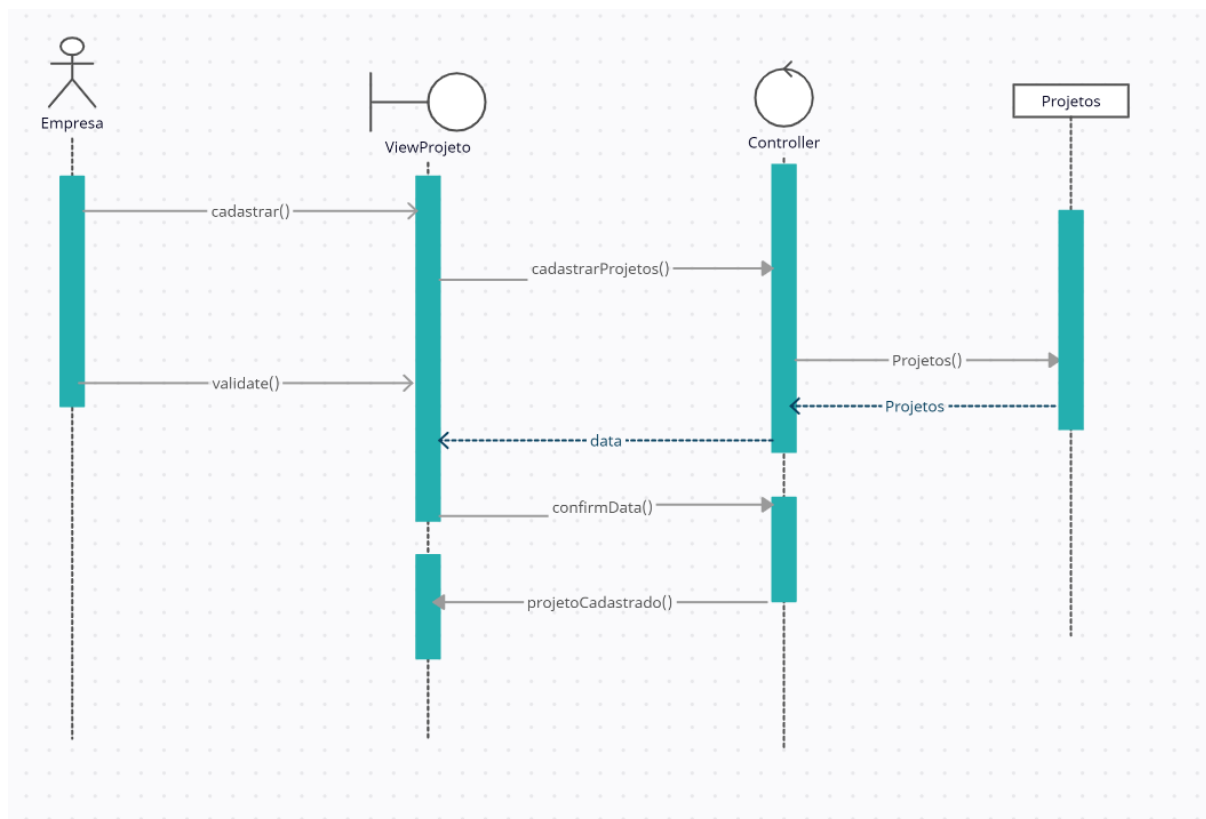 Empresa
ViewProjeto
Controller
Projetos
cadastrar()
cadastrarProjetos()
Projetos()
validate()
Projetos
data
confirmData()
projetoCadastrado()